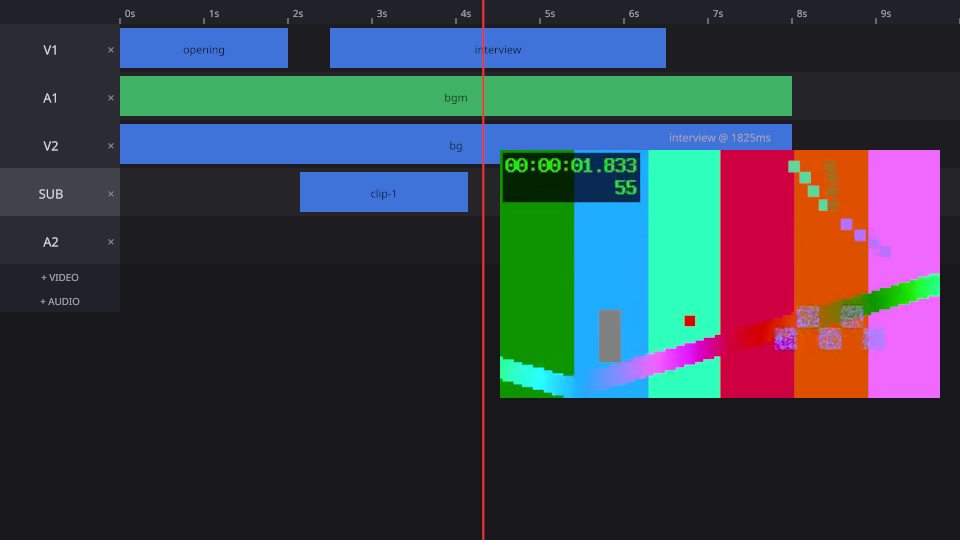 0s 1s 2s 3s 4s 5s 6s 7s 8s 9s
V1 × opening interview
A1 × bgm
V2 × bg
interview @ 1825ms
00:00:01.833
55
SUB × clip-1
A2 ×
+ VIDEO
+ AUDIO